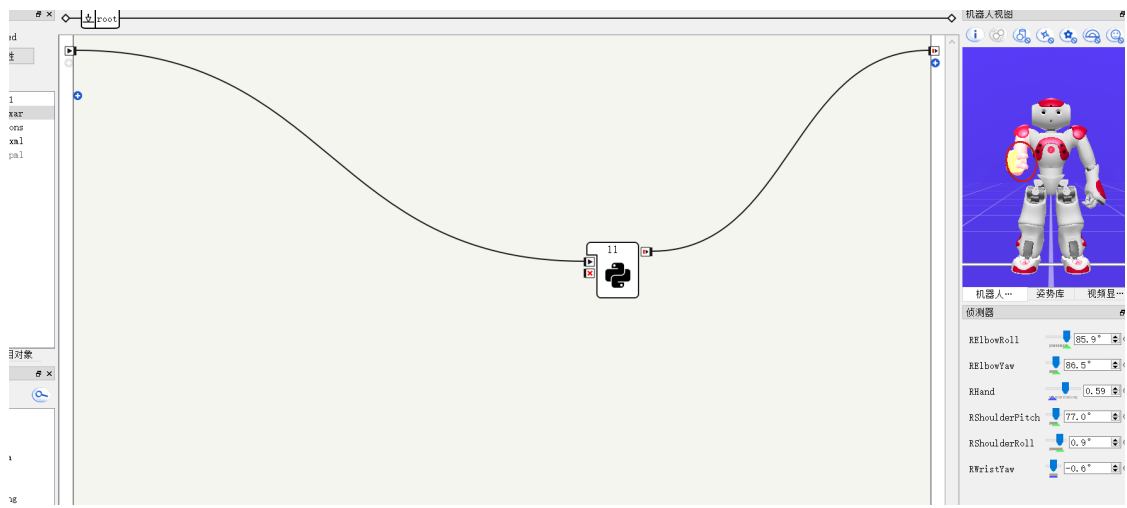 root
机器人视图
ed
性
1
xar
ons
xml
pml
11
机器人…
姿势库
视频显…
侦测器
RElbowRoll 85.9°
RElbowYaw 86.5°
RHand 0.59
RShoulderPitch 77.0°
RShoulderRoll 0.9°
RWristYaw -0.6°
目对象
ng